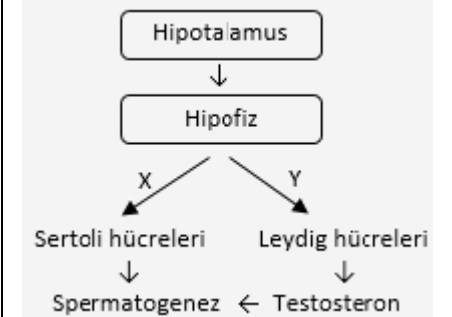 Hipotalamus
↓
Hipofiz
X Y
Sertoli hücreleri Leydig hücreleri
↓ ↓
Spermatogenez ← Testosteron